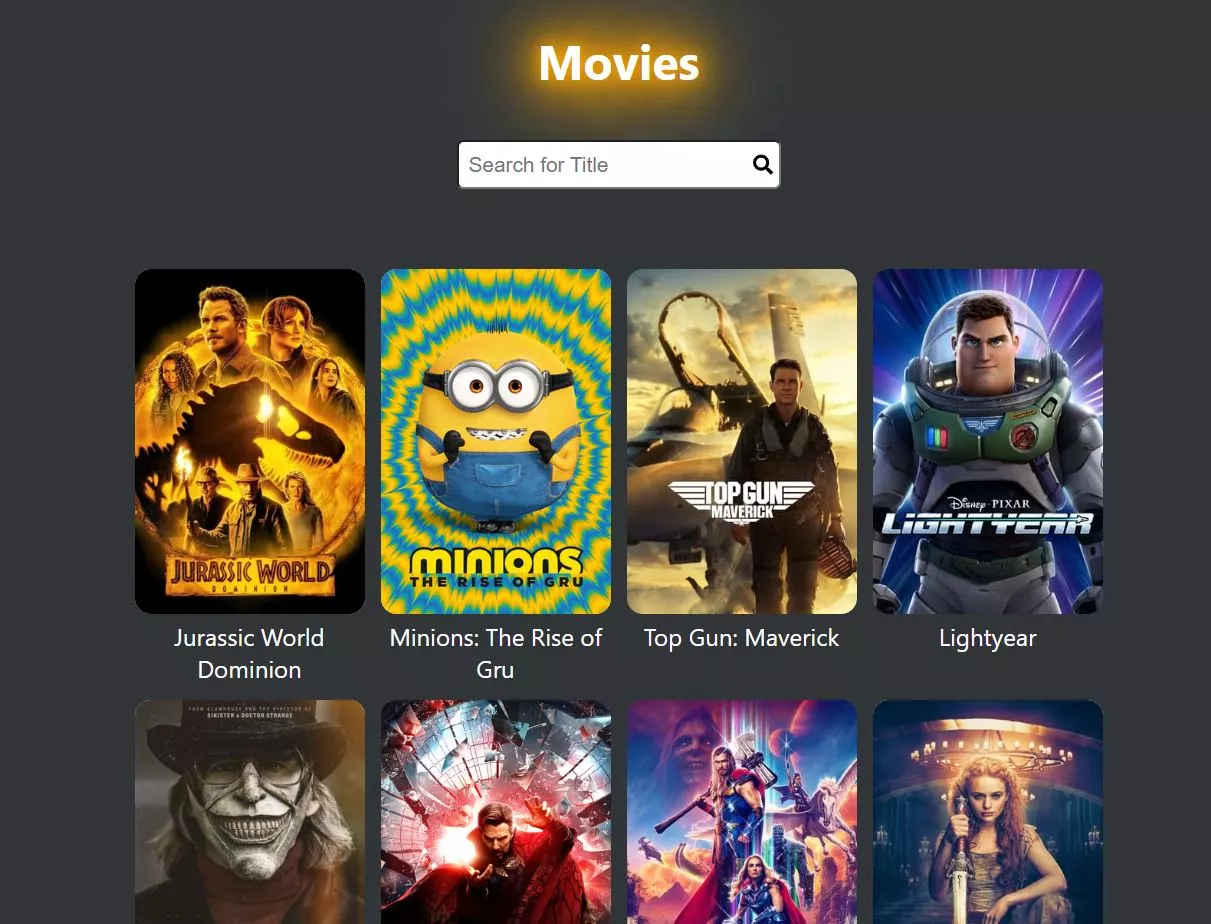 Movies
Search for Title
JURASSIC WORLD
DOMINION
MINIONS
THE RISE OF GRU
TOP GUN
MAVERICK
Disney · PIXAR
LIGHTYEAR
Jurassic World
Dominion
Minions: The Rise of
Gru
Top Gun: Maverick
Lightyear
FROM BLUMHOUSE AND THE DIRECTOR OF
SINISTER & DOCTOR STRANGE